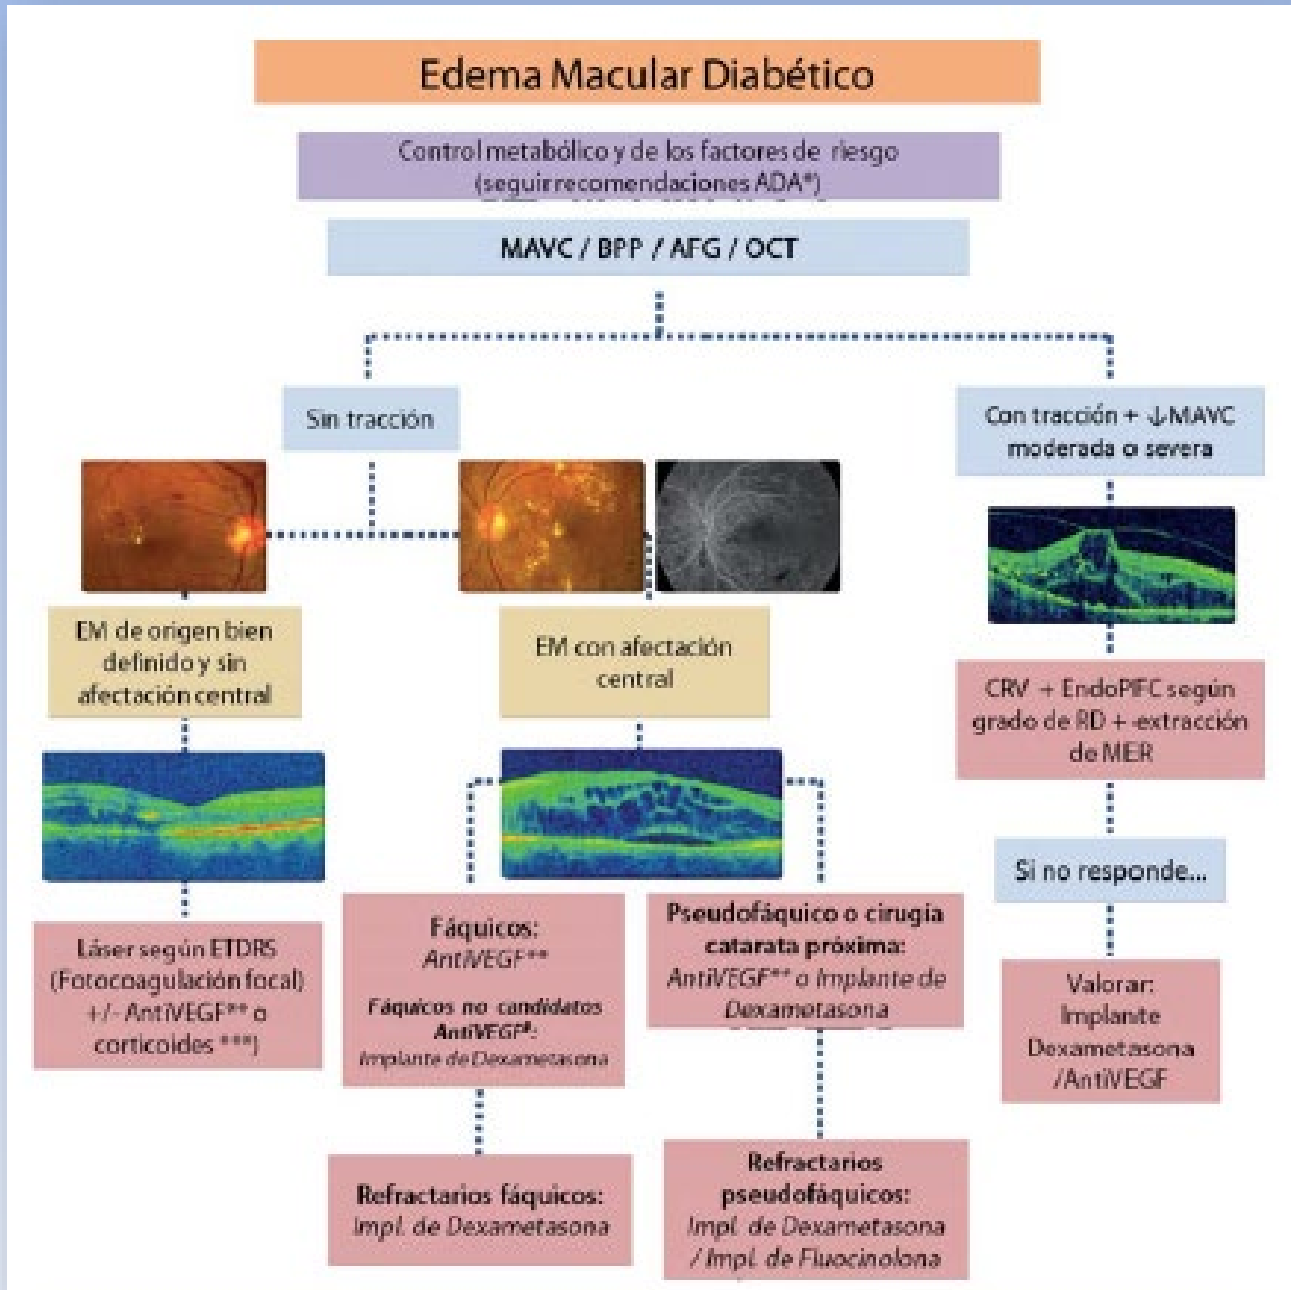 Edema Macular Diabético
Control metabólico y de los factores de riesgo
(seguir recomendaciones ADA*)
MAVC / BPP / AFG / OCT
Sin tracción
Con tracción + ↓MAVC
moderada o severa
EM de origen bien
definido y sin
afectación central
EM con afectación
central
CRV + EndoPIFC según
grado de RD + -extracción
de MER
Si no responde...
Láser según ETDRS
(Fotocoagulación focal)
+/- AntiVEGF** o
corticoides ***)
Fáquicos:
AntiVEGF**
Fáquicos no candidatos
AntiVEGF#:
Implante de Dexametasona
Pseudofáquico o cirugía
catarata próxima:
AntiVEGF** o Implante de
Dexametasona
Valorar:
Implante
Dexametasona
/AntiVEGF
Refractarios fáquicos:
Impl. de Dexametasona
Refractarios
pseudofáquicos:
Impl. de Dexametasona
/ Impl. de Fluocinolona